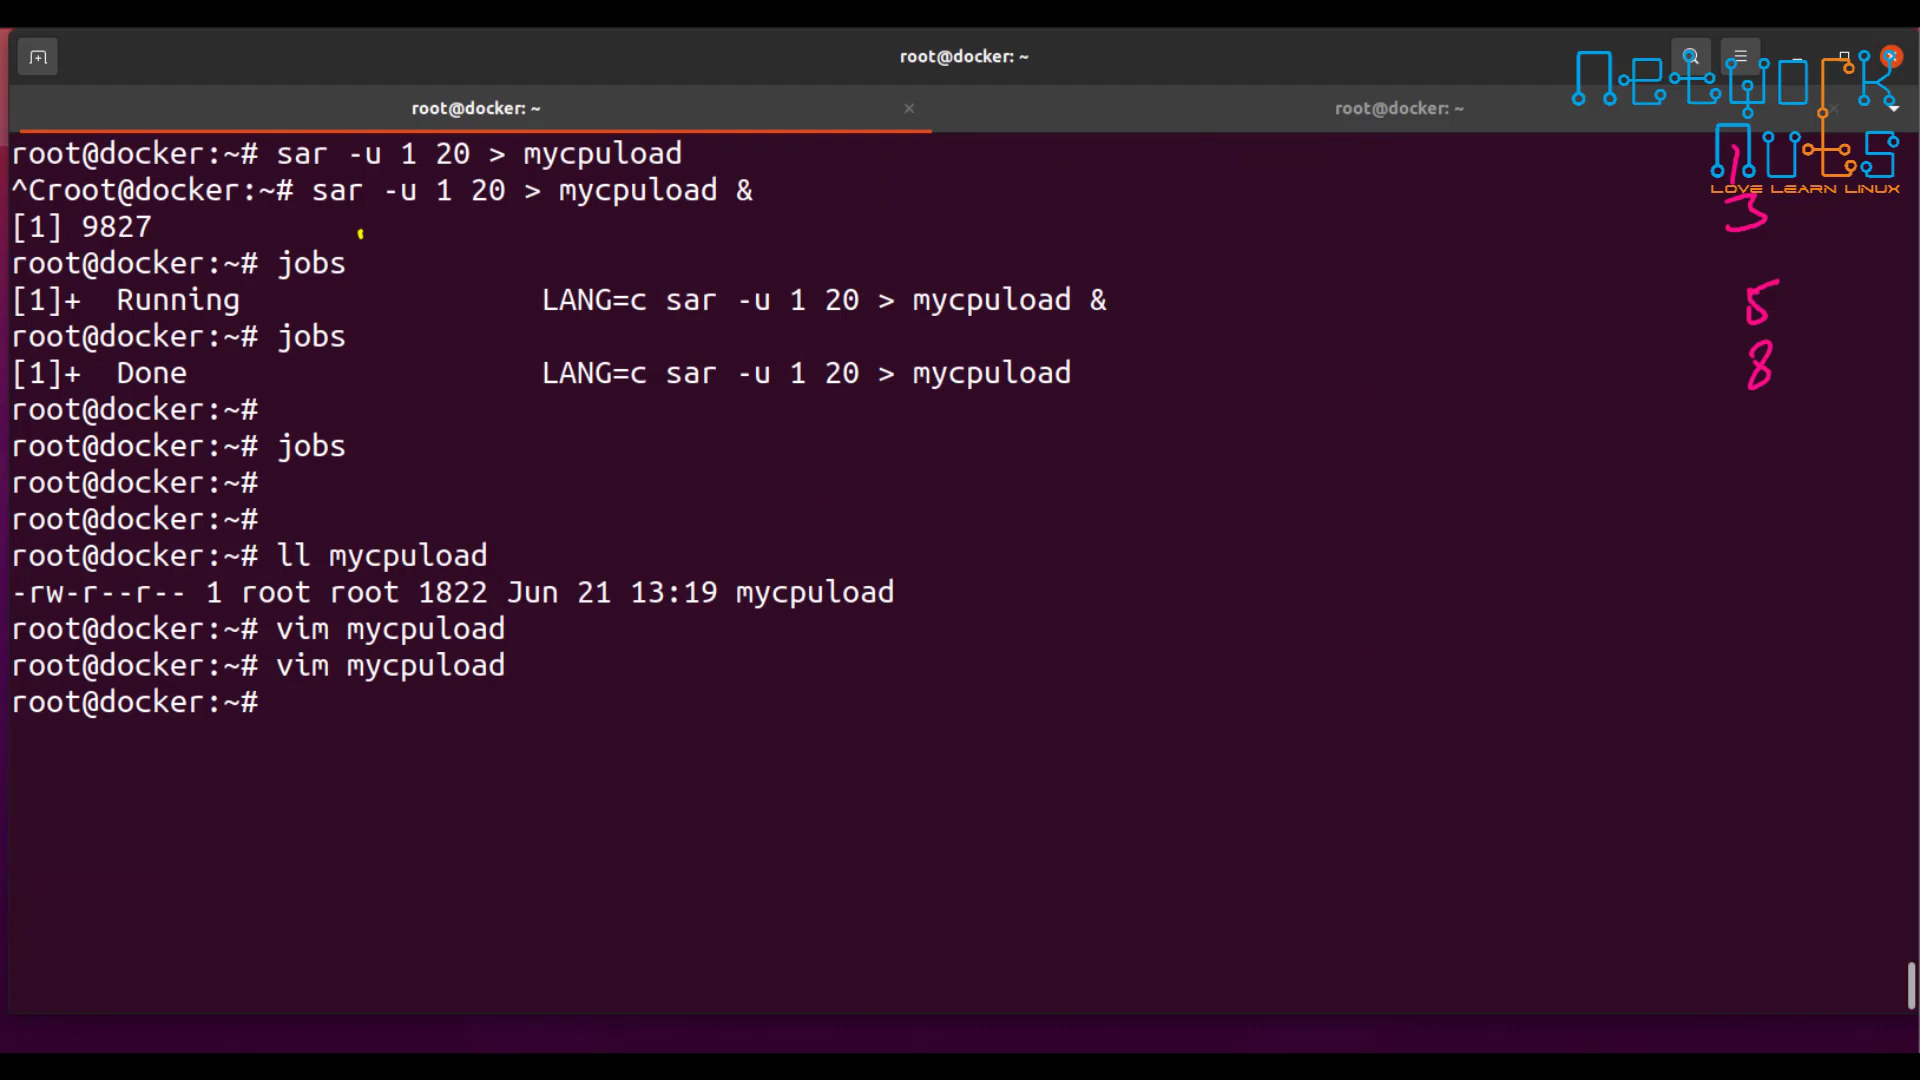 root@docker: ~
root@docker: ~
root@docker: ~
Network
nuts
LOVE LEARN LINUX
root@docker:~# sar -u 1 20 > mycpuload
^Croot@docker:~# sar -u 1 20 > mycpuload &
[1] 9827
root@docker:~# jobs
[1]+  Running                 LANG=c sar -u 1 20 > mycpuload &
root@docker:~# jobs
[1]+  Done                    LANG=c sar -u 1 20 > mycpuload
root@docker:~#
root@docker:~# jobs
root@docker:~#
root@docker:~#
root@docker:~# ll mycpuload
-rw-r--r-- 1 root root 1822 Jun 21 13:19 mycpuload
root@docker:~# vim mycpuload
root@docker:~# vim mycpuload
root@docker:~#
1
3
5
8